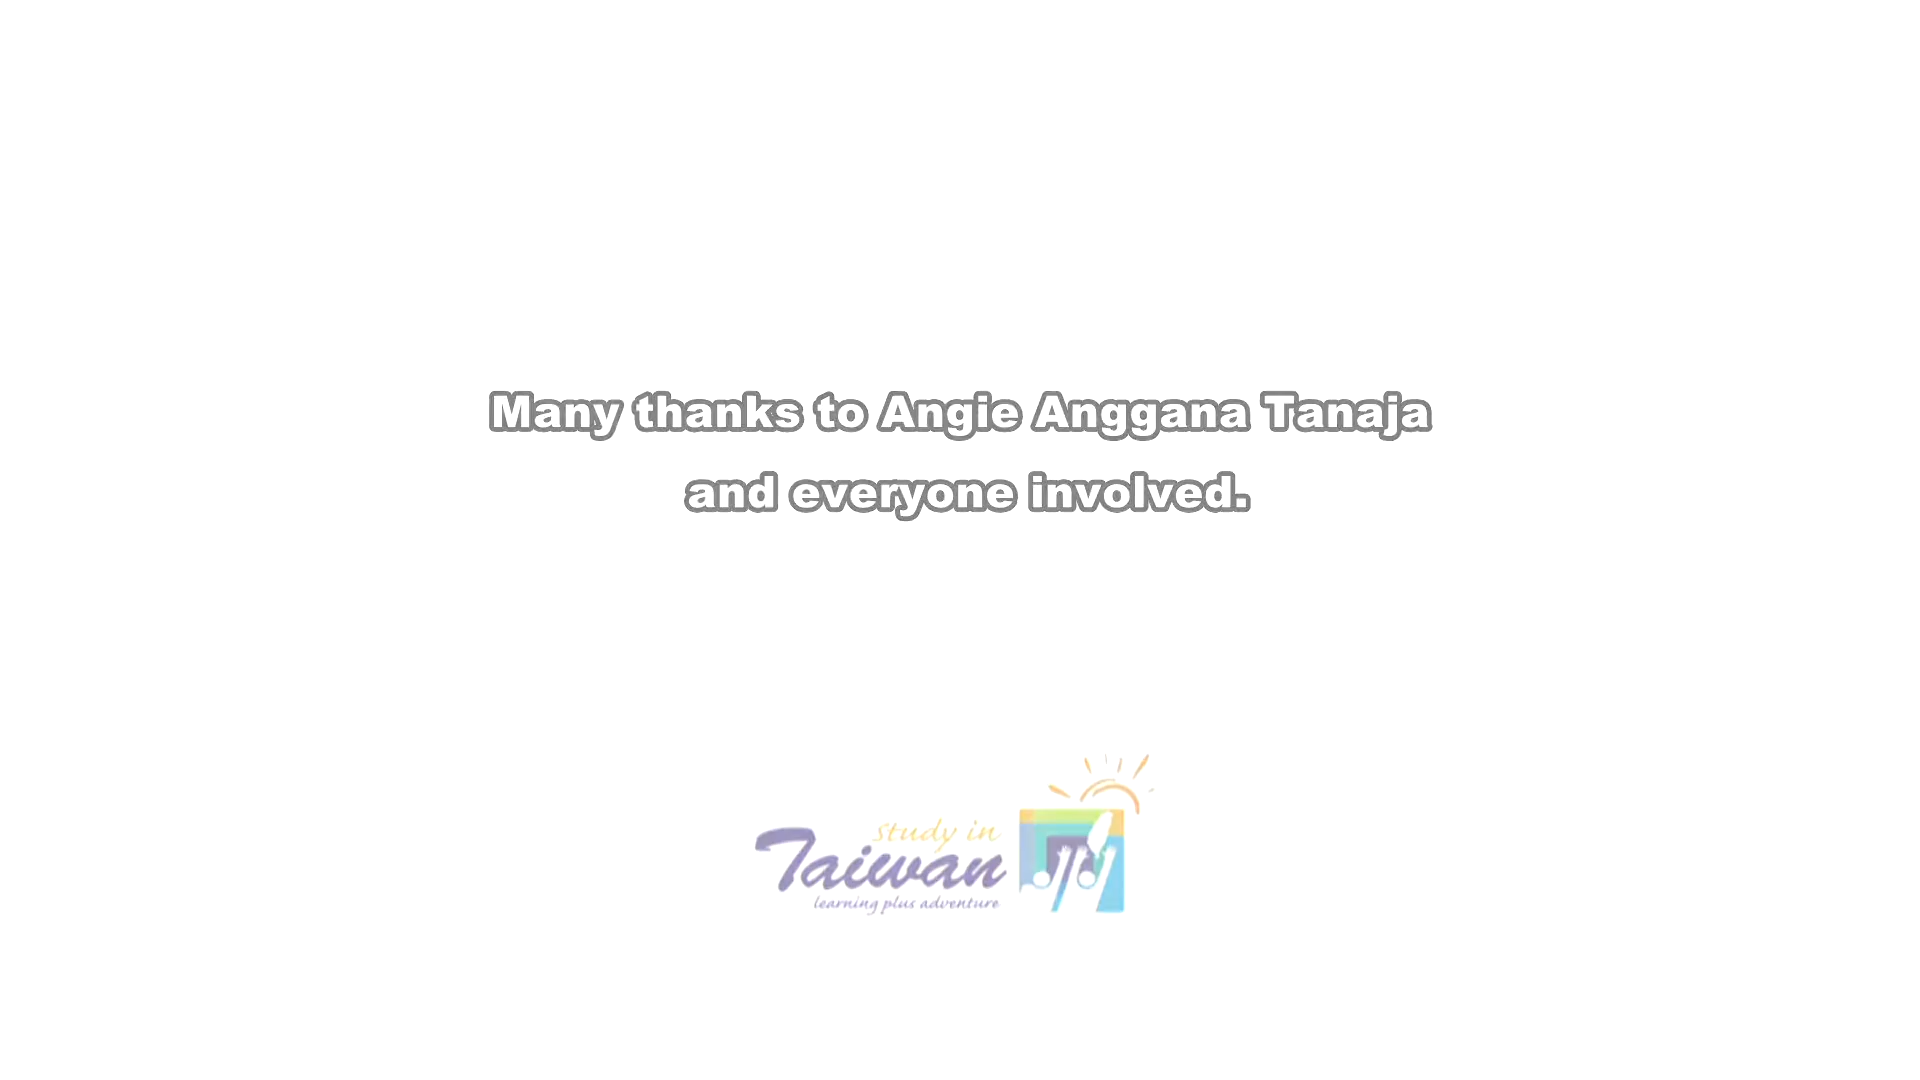 Many thanks to Angie Anggana Tanaja
and everyone involved.
study in
Taiwan
learning plus adventure